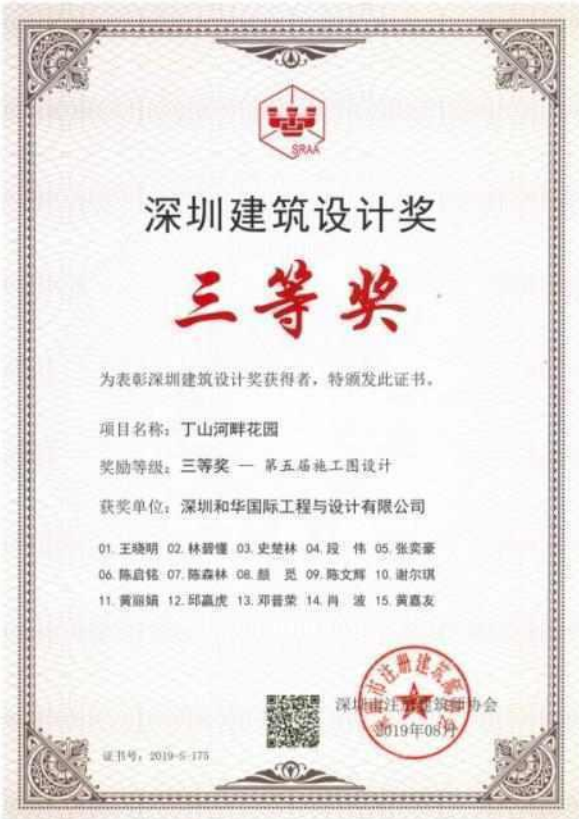 SRAA
深圳建筑设计奖
三等奖
为表彰深圳建筑设计奖获得者，特颁发此证书。
项目名称：丁山河畔花园
奖励等级：三等奖 — 第五届施工图设计
获奖单位：深圳和华国际工程与设计有限公司
01. 王晓明 02. 林碧懂 03. 史楚林 04. 段 伟 05. 张奕豪
06. 陈启铭 07. 陈森林 08. 颜 觅 09. 陈文辉 10. 谢尔琪
11. 黄丽娟 12. 邱赢虎 13. 邓普荣 14. 肖 波 15. 黄嘉友
深圳市注册建筑师协会
2019年08月
证书号：2019-S-175